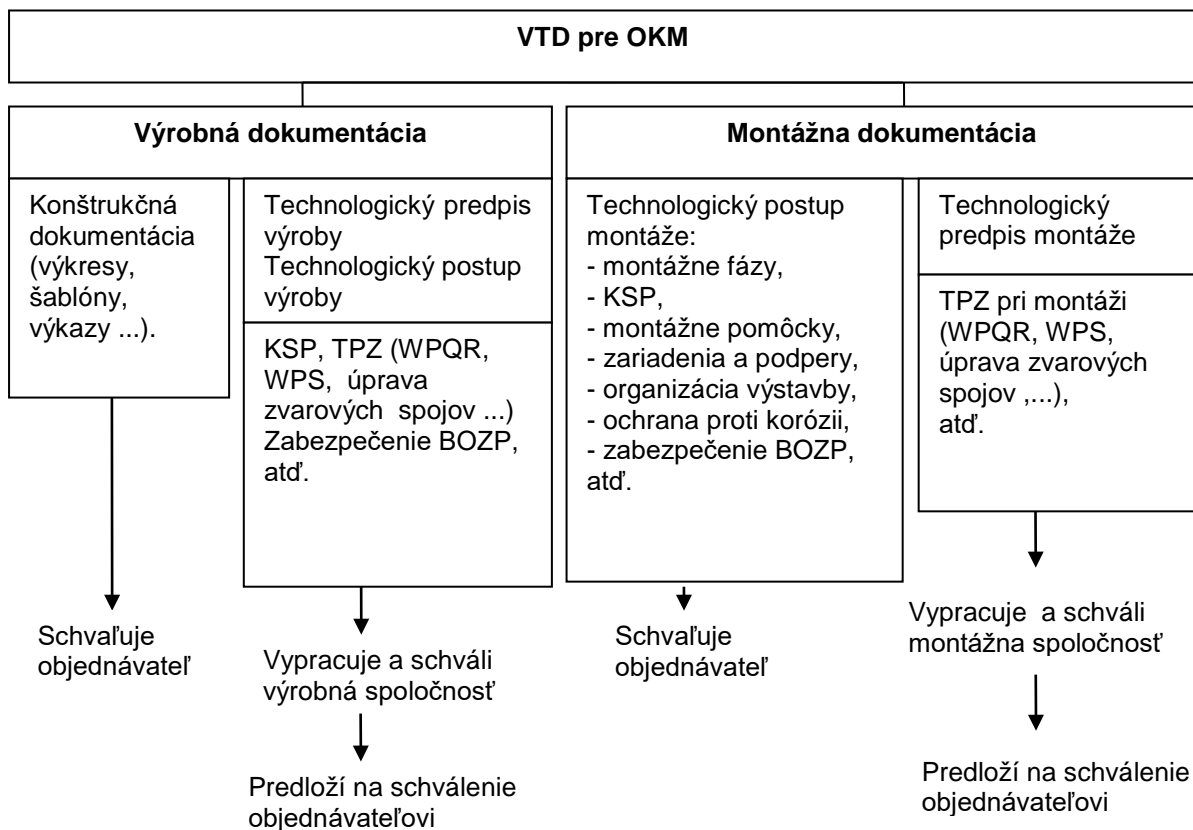 VTD pre OKM
Výrobná dokumentácia
Montážna dokumentácia
Konštrukčná
dokumentácia
(výkresy,
šablóny,
výkazy ...).
Schvaľuje
objednávateľ
Technologický predpis
výroby
Technologický postup
výroby
KSP, TPZ (WPQR,
WPS, úprava
zvarových spojov ...)
Zabezpečenie BOZP,
atď.
Vypracuje a schváli
výrobná spoločnosť
Predloží na schválenie
objednávateľovi
Technologický postup
montáže:
- montážne fázy,
- KSP,
- montážne pomôcky,
- zariadenia a podpery,
- organizácia výstavby,
- ochrana proti korózii,
- zabezpečenie BOZP,
atď.
Schvaľuje
objednávateľ
Technologický
predpis montáže
TPZ pri montáži
(WPQR, WPS,
úprava zvarových
spojov ,...),
atď.
Vypracuje a schváli
montážna spoločnosť
Predloží na schválenie
objednávateľovi